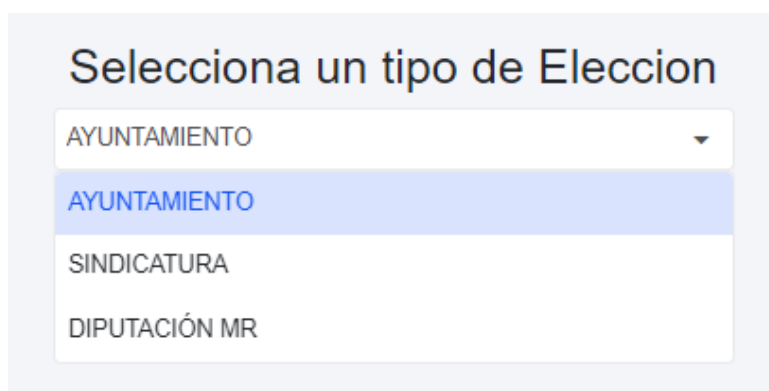 Selecciona un tipo de Eleccion
AYUNTAMIENTO
AYUNTAMIENTO
SINDICATURA
DIPUTACIÓN MR